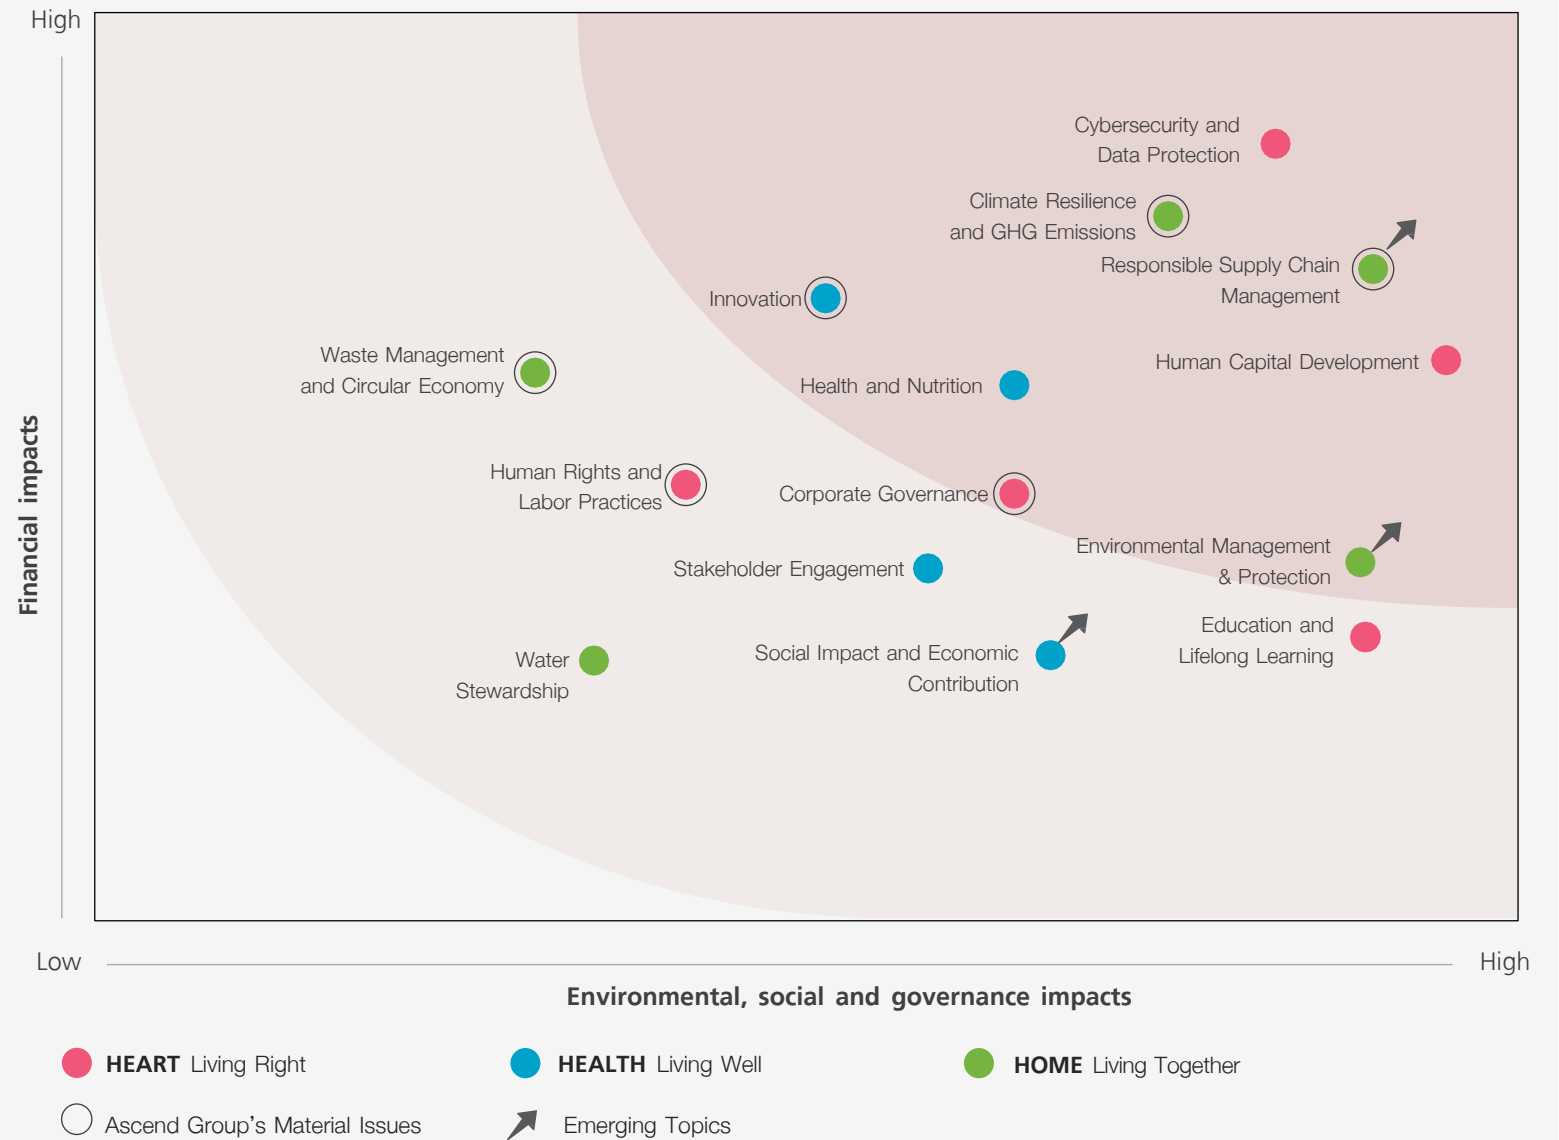 High
Cybersecurity and
Data Protection
Climate Resilience
and GHG Emissions
Responsible Supply Chain
Management
Innovation
Waste Management
and Circular Economy
Human Capital Development
Health and Nutrition
Human Rights and
Labor Practices
Corporate Governance
Environmental Management
& Protection
Stakeholder Engagement
Education and
Lifelong Learning
Social Impact and Economic
Contribution
Water
Stewardship
Financial impacts
Low
High
Environmental, social and governance impacts
HEART Living Right
HEALTH Living Well
HOME Living Together
Ascend Group's Material Issues
Emerging Topics